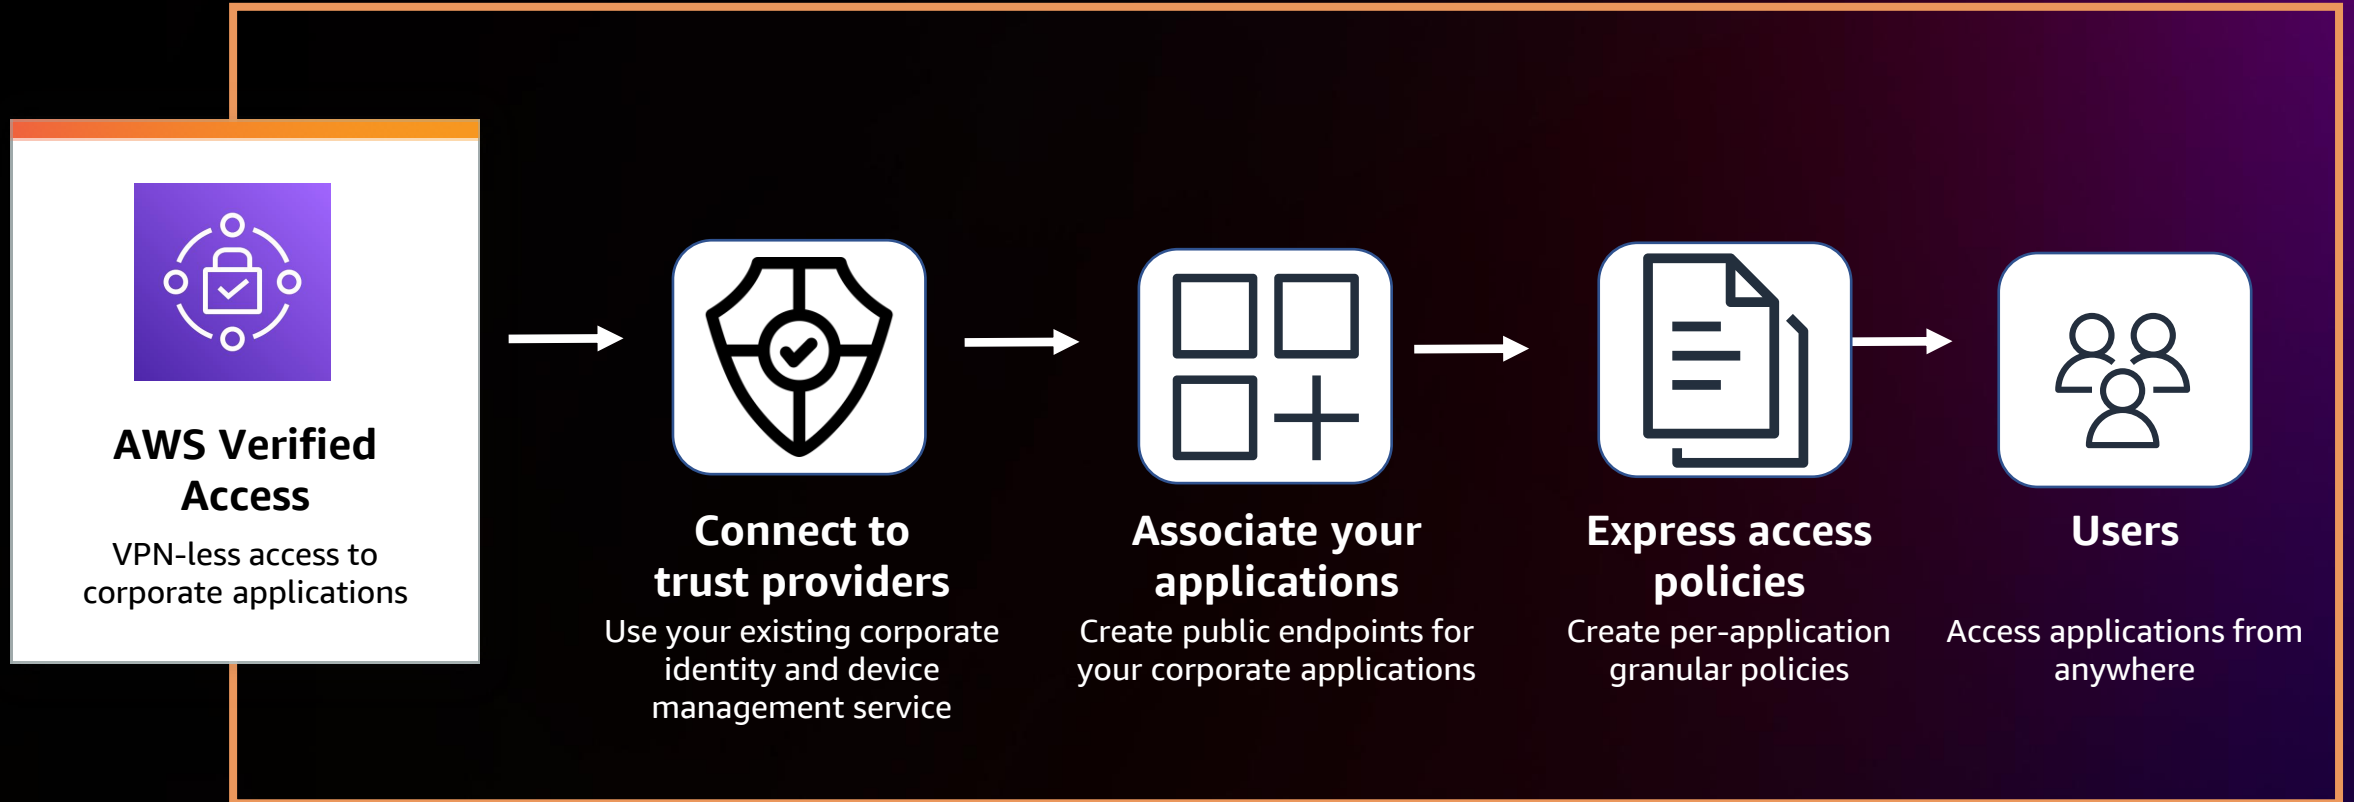 AWS Verified
Access
VPN-less access to
corporate applications
Connect to
trust providers
Use your existing corporate
identity and device
management service
Associate your
applications
Create public endpoints for
your corporate applications
Express access
policies
Create per-application
granular policies
Users
Access applications from
anywhere